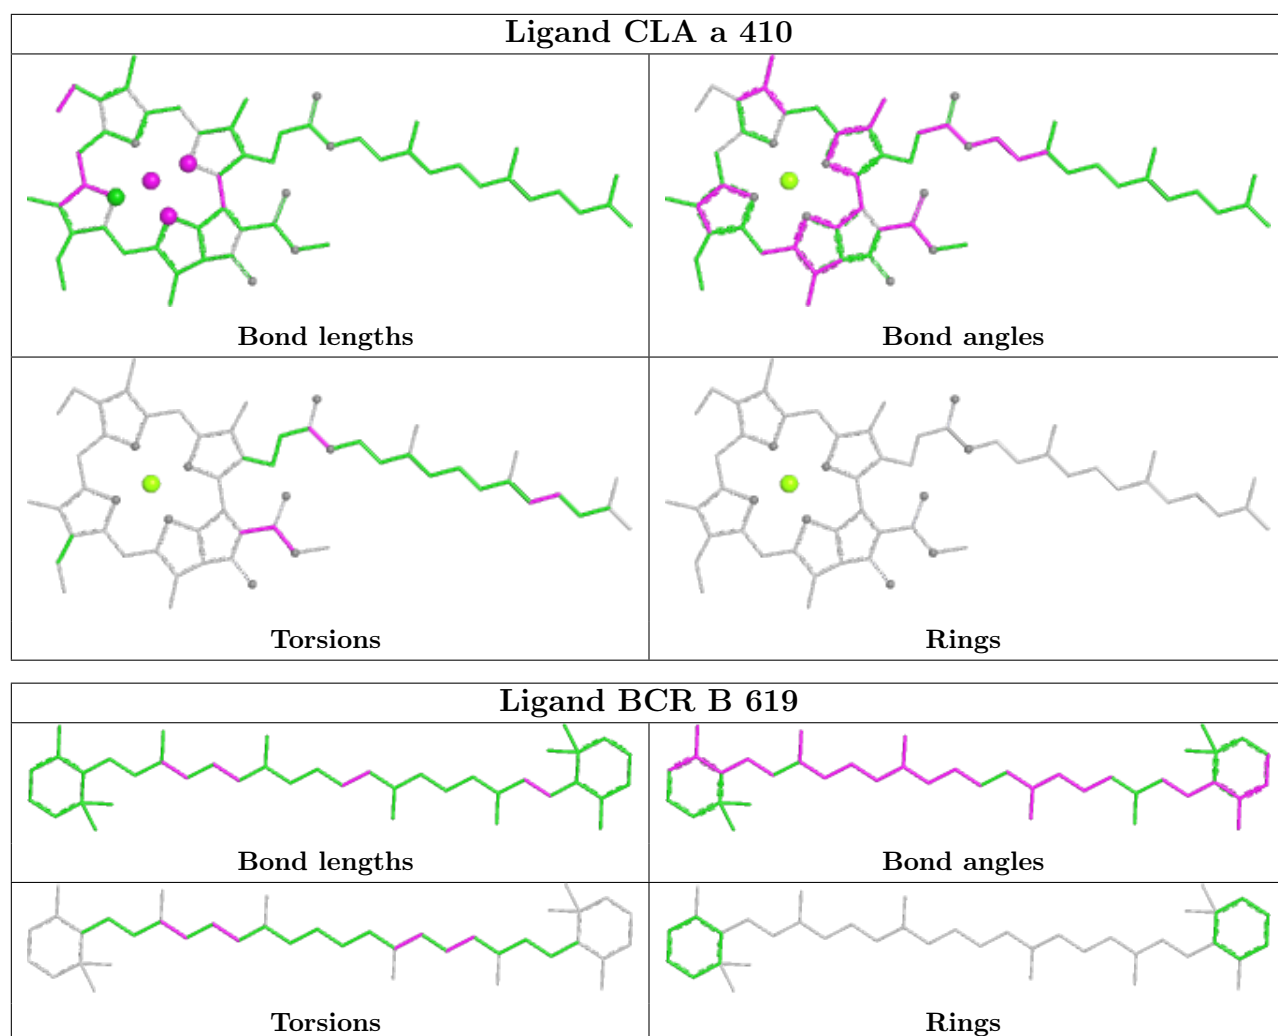 Ligand CLA a 410
Bond lengths
Bond angles
Torsions
Rings
Ligand BCR B 619
Bond lengths
Bond angles
Torsions
Rings